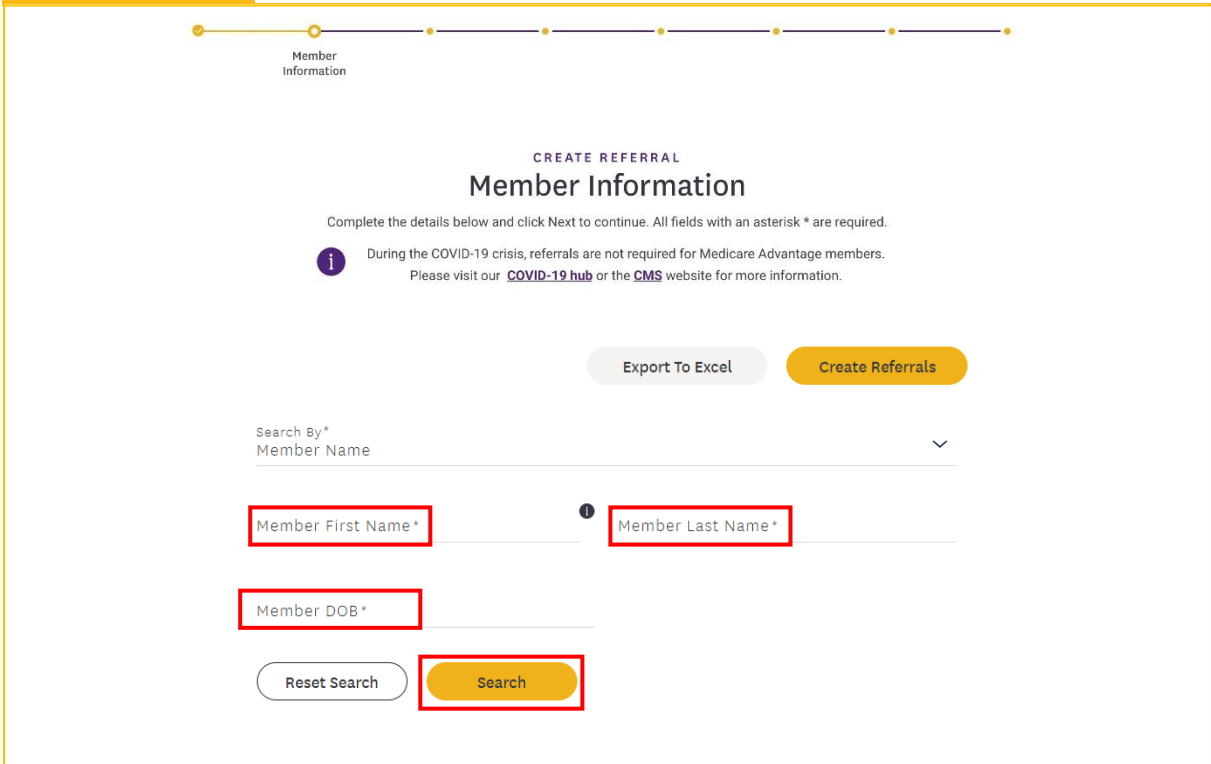 Member
Information
CREATE REFERRAL
Member Information
Complete the details below and click Next to continue. All fields with an asterisk * are required.
i
During the COVID-19 crisis, referrals are not required for Medicare Advantage members.
Please visit our COVID-19 hub or the CMS website for more information.
Export To Excel
Create Referrals
Search By*
Member Name
Member First Name*
i
Member Last Name*
Member DOB*
Reset Search
Search